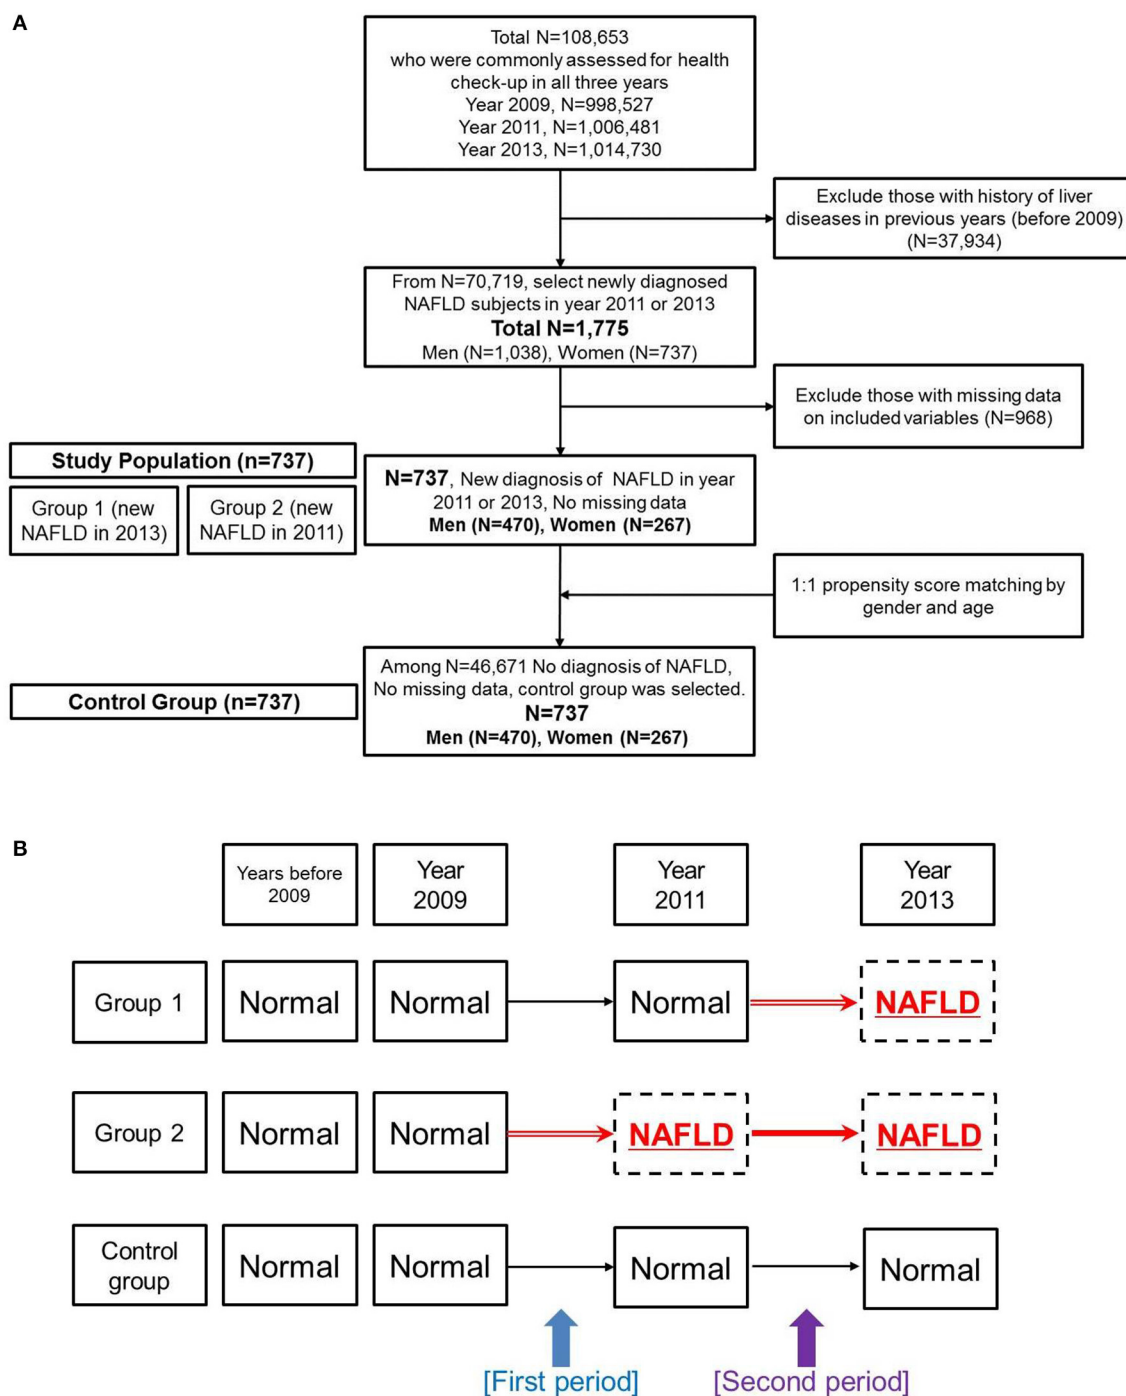 A
Total N=108,653
who were commonly assessed for health
check-up in all three years
Year 2009, N=998,527
Year 2011, N=1,006,481
Year 2013, N=1,014,730
Exclude those with history of liver
diseases in previous years (before 2009)
(N=37,934)
From N=70,719, select newly diagnosed
NAFLD subjects in year 2011 or 2013
Total N=1,775
Men (N=1,038), Women (N=737)
Exclude those with missing data
on included variables (N=968)
Study Population (n=737)
Group 1 (new
NAFLD in 2013)
Group 2 (new
NAFLD in 2011)
N=737, New diagnosis of NAFLD in year
2011 or 2013, No missing data
Men (N=470), Women (N=267)
1:1 propensity score matching by
gender and age
Control Group (n=737)
Among N=46,671 No diagnosis of NAFLD,
No missing data, control group was selected.
N=737
Men (N=470), Women (N=267)
B
Years before
2009
Year
2009
Year
2011
Year
2013
Group 1
Normal
Normal
Normal
NAFLD
Group 2
Normal
Normal
NAFLD
NAFLD
Control
group
Normal
Normal
Normal
Normal
[First period]
[Second period]